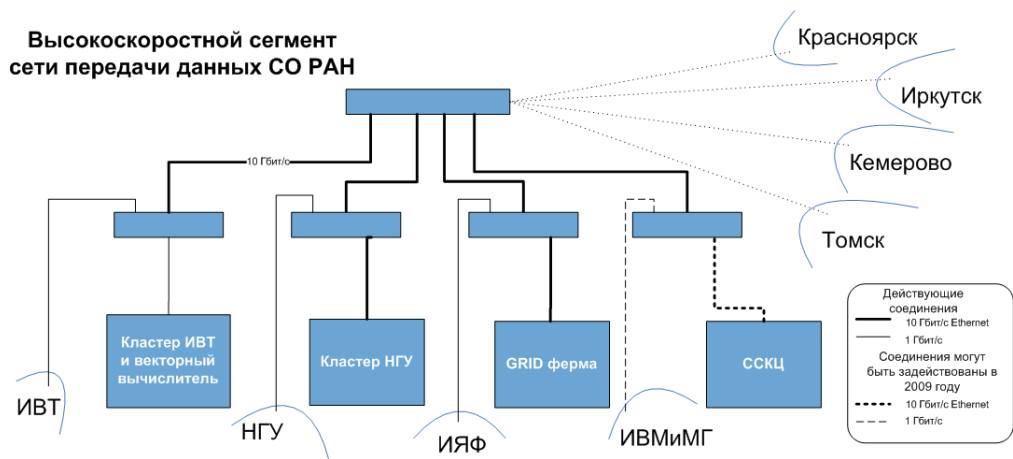 Высокоскоростной сегмент
сети передачи данных СО РАН
Красноярск
Иркутск
Кемерово
Томск
10 Гбит/с
Кластер ИВТ
и векторный
вычислитель
Кластер НГУ
GRID ферма
ССКЦ
ИВТ
НГУ
ИЯФ
ИВМиМГ
Действующие
соединения
10 Гбит/с Ethernet
1 Гбит/с
Соединения могут
быть задействованы в
2009 году
10 Гбит/с Ethernet
1 Гбит/с